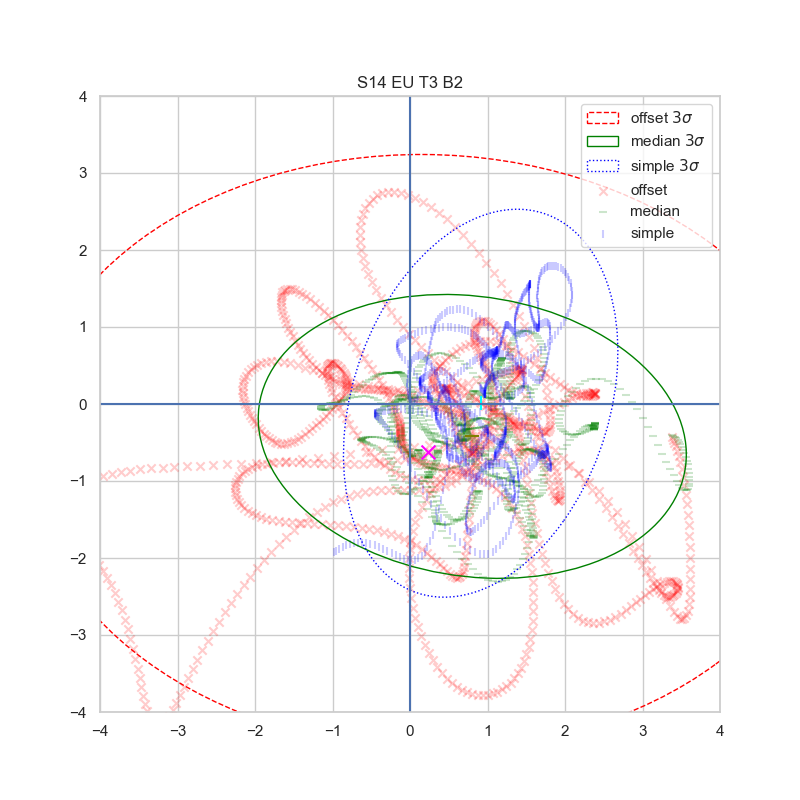 S14 EU T3 B2
offset 3σ
median 3σ
simple 3σ
offset
median
simple
4
3
2
1
0
−1
−2
−3
−4
−4 −3 −2 −1 0 1 2 3 4